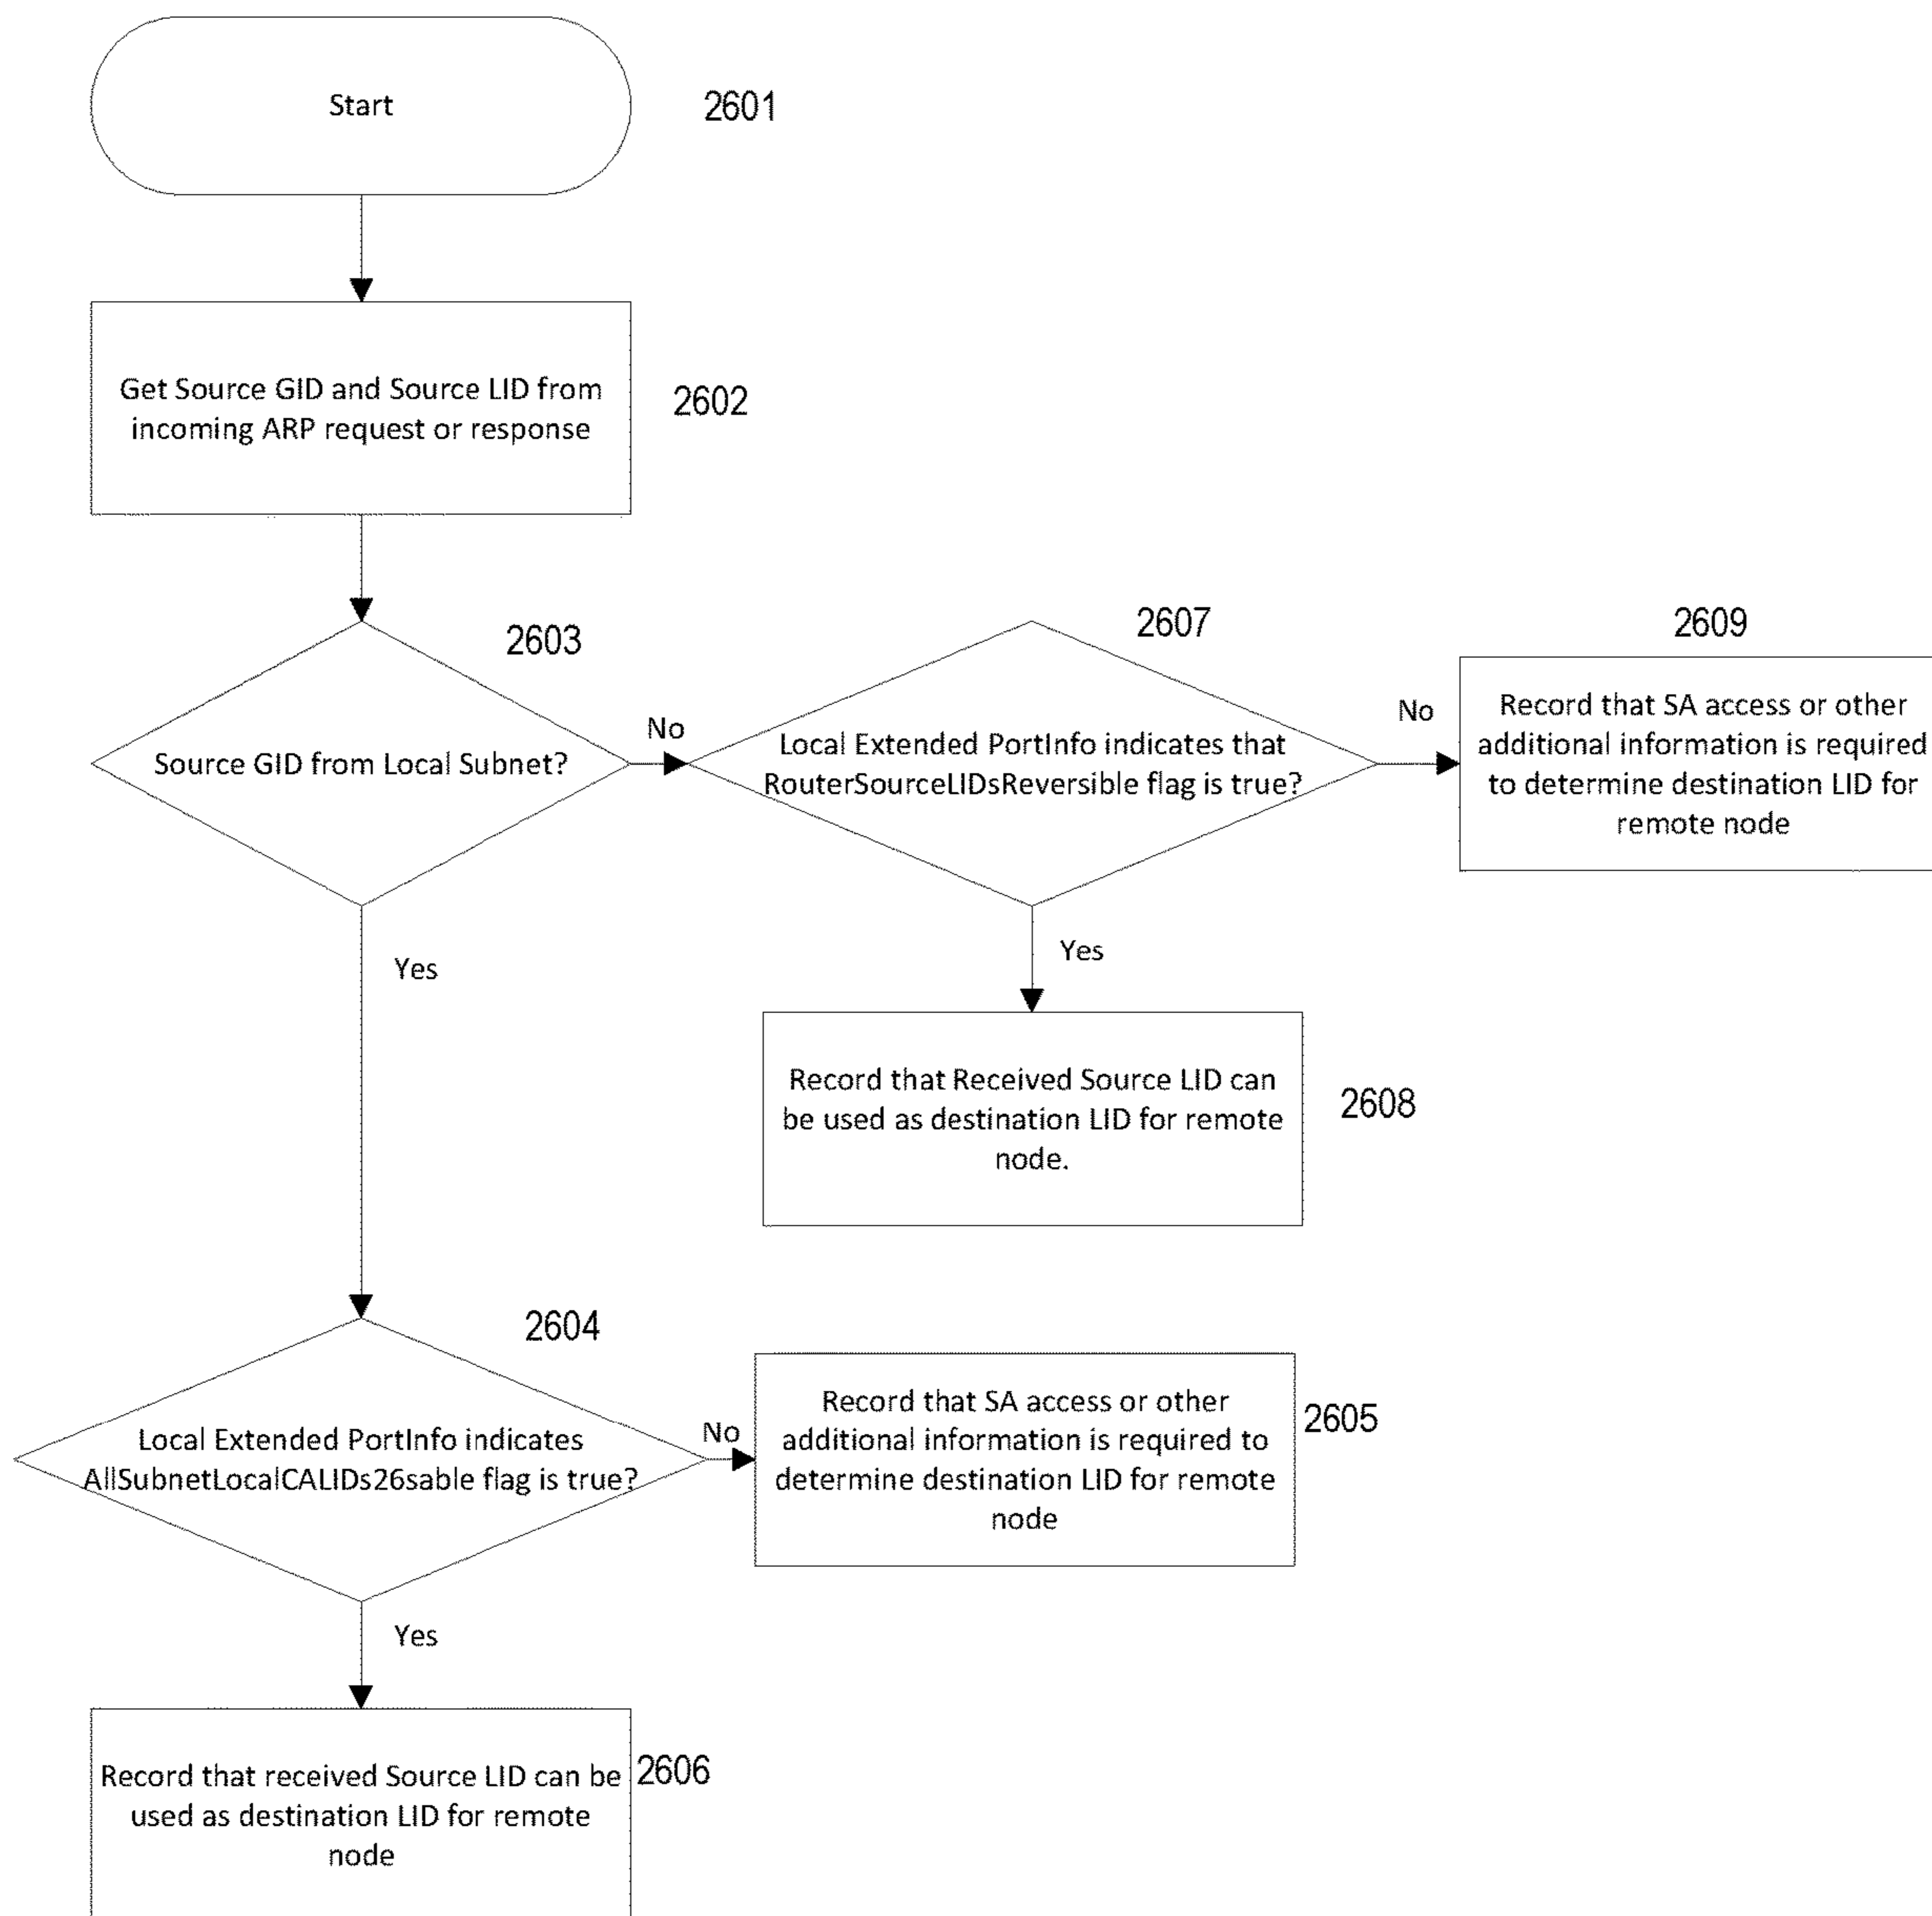 Start
2601
Get Source GID and Source LID from
incoming ARP request or response
2602
2603
Source GID from Local Subnet?
No
2607
Local Extended PortInfo indicates that
RouterSourceLIDsReversible flag is true?
No
2609
Record that SA access or other
additional information is required
to determine destination LID for
remote node
Yes
Yes
Record that Received Source LID can
be used as destination LID for remote
node.
2608
2604
Local Extended PortInfo indicates
AllSubnetLocalCALIDs26sable flag is true?
No
Record that SA access or other
additional information is required to
determine destination LID for remote
node
2605
Yes
Record that received Source LID can be
used as destination LID for remote
node
2606